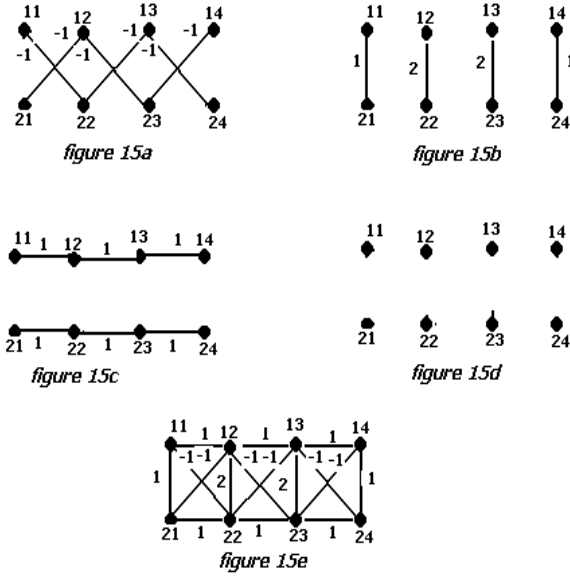 11 12 13 14
-1 -1 -1 -1
-1 -1
21 22 23 24
figure 15a
11 12 13 14
1 2 2 1
21 22 23 24
figure 15b
11 1 12 1 13 1 14
21 1 22 1 23 1 24
figure 15c
11 12 13 14
21 22 23 24
figure 15d
11 1 12 1 13 1 14
-1 -1 -1 -1 -1 -1
1 2 2 1
21 1 22 1 23 1 24
figure 15e